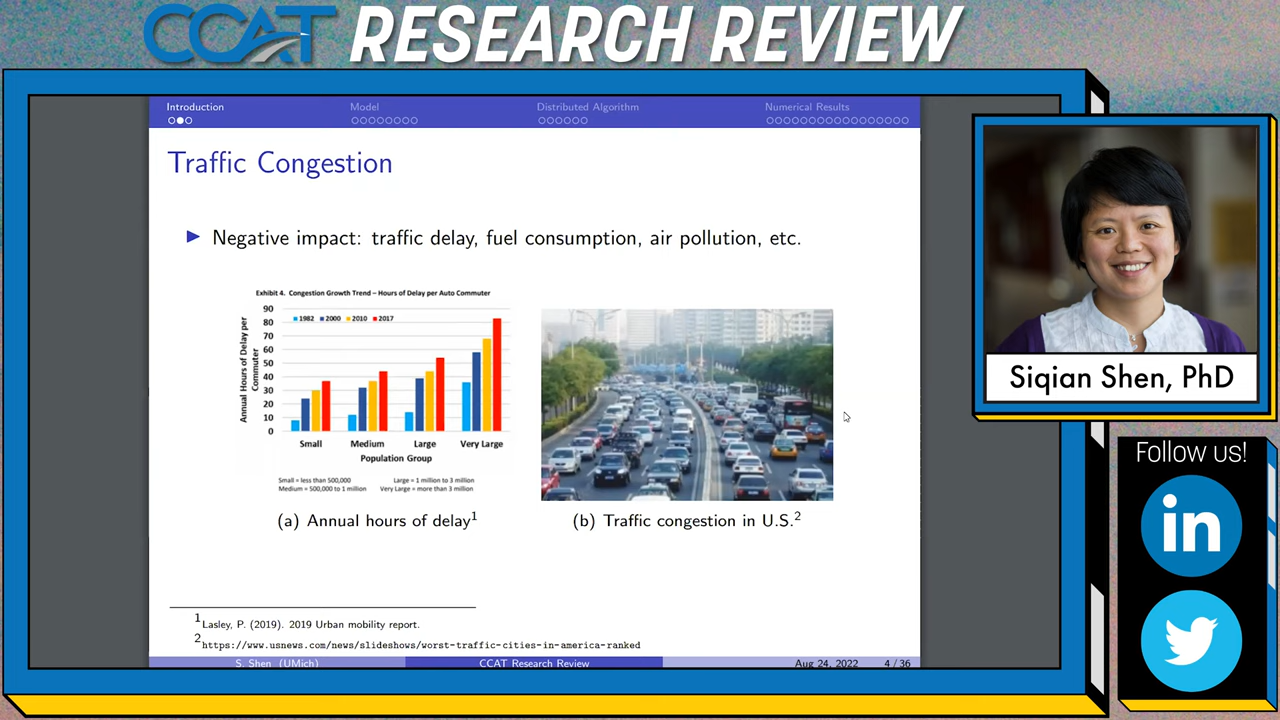 CCAT RESEARCH REVIEW
Introduction Model Distributed Algorithm Numerical Results
Traffic Congestion
Negative impact: traffic delay, fuel consumption, air pollution, etc.
Exhibit 4. Congestion Growth Trend – Hours of Delay per Auto Commuter
Annual Hours of Delay per
Commuter
90
80
70
60
50
40
30
20
10
0
1982 2000 2010 2017
Small Medium Large Very Large
Population Group
Small = less than 500,000 Large = 1 million to 3 million
Medium = 500,000 to 1 million Very Large = more than 3 million
(a) Annual hours of delay¹
(b) Traffic congestion in U.S.²
¹Lasley, P. (2019). 2019 Urban mobility report.
²https://www.usnews.com/news/slideshows/worst-traffic-cities-in-america-ranked
S. Shen (UMich) CCAT Research Review Aug 24, 2022 4 / 36
Siqian Shen, PhD
Follow us!
in